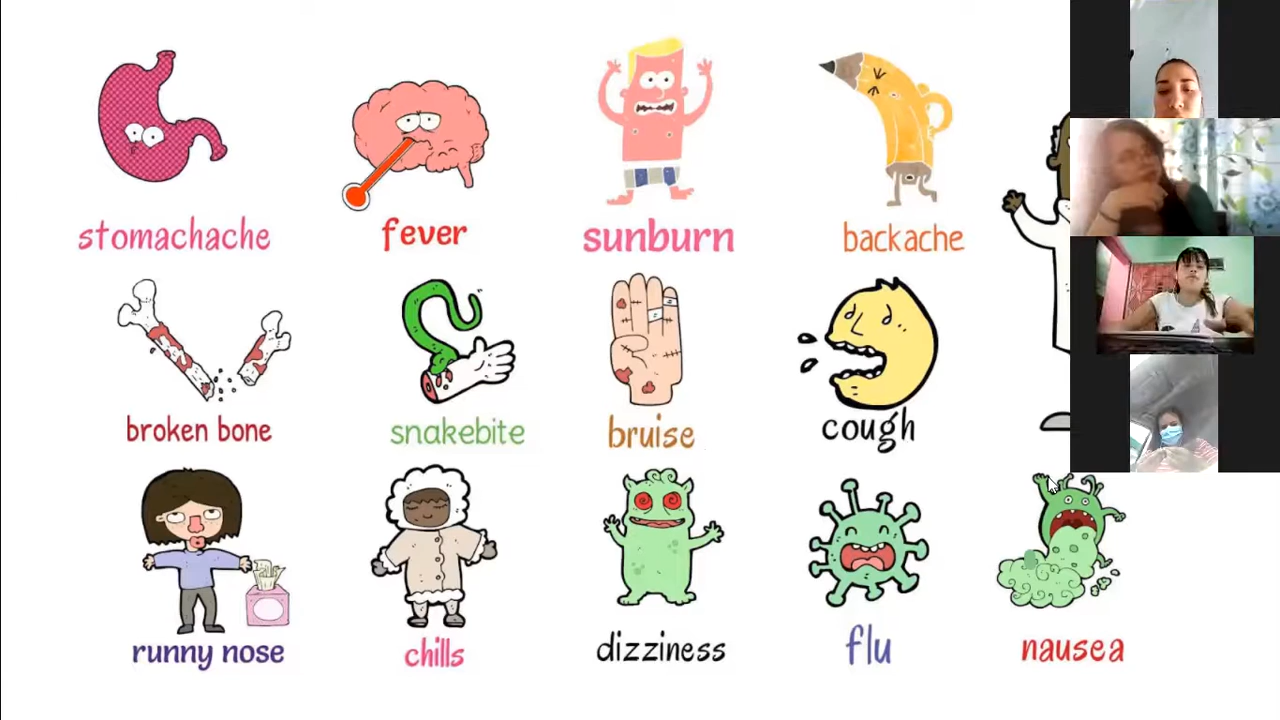 stomachache
fever
sunburn
backache
broken bone
snakebite
bruise
cough
runny nose
chills
dizziness
flu
nausea